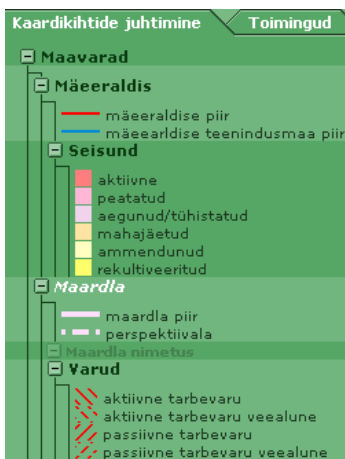 Kaardikihtide juhtimine Toimingud
Maavarad
Mäeeraldis
mäeeraldise piir
mäeearldise teenindusmaa piir
Seisund
aktiivne
peatatud
aegunud/tühistatud
mahajäetud
ammendunud
rekultiveeritud
Maardla
maardla piir
perspektiivala
Maardla nimetus
Varud
aktiivne tarbevaru
aktiivne tarbevaru veealune
passiivne tarbevaru
passiivne tarbevaru veealune